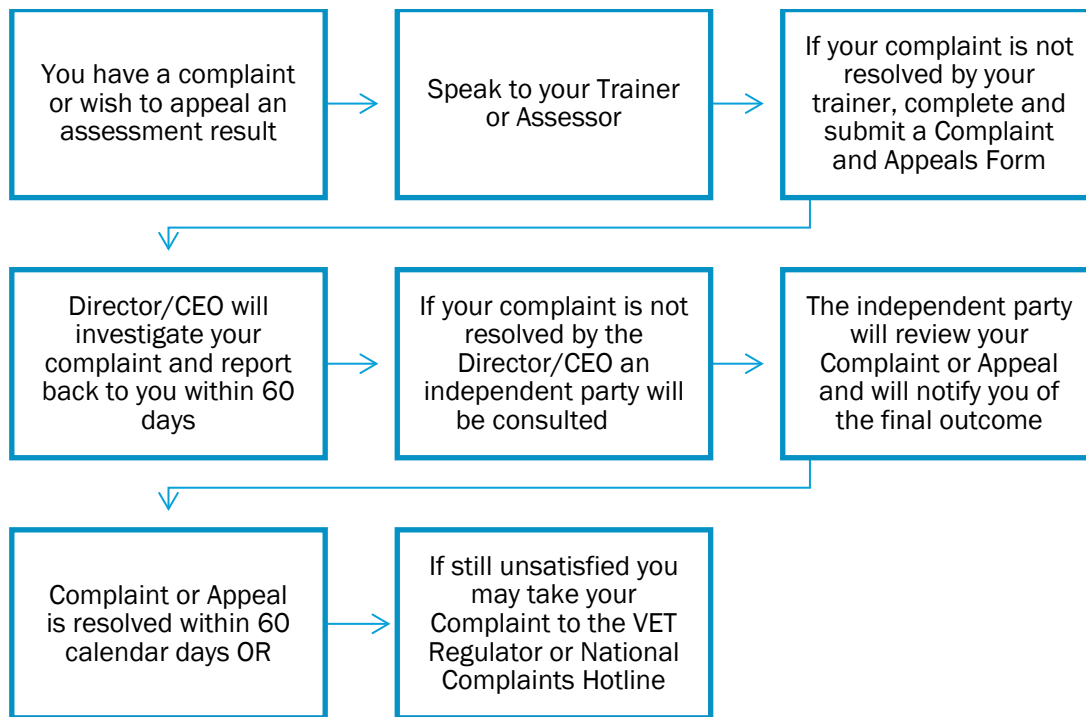 You have a complaint
or wish to appeal an
assessment result
Speak to your Trainer
or Assessor
If your complaint is not
resolved by your
trainer, complete and
submit a Complaint
and Appeals Form
Director/CEO will
investigate your
complaint and report
back to you within 60
days
If your complaint is not
resolved by the
Director/CEO an
independent party will
be consulted
The independent party
will review your
Complaint or Appeal
and will notify you of
the final outcome
Complaint or Appeal
is resolved within 60
calendar days OR
If still unsatisfied you
may take your
Complaint to the VET
Regulator or National
Complaints Hotline